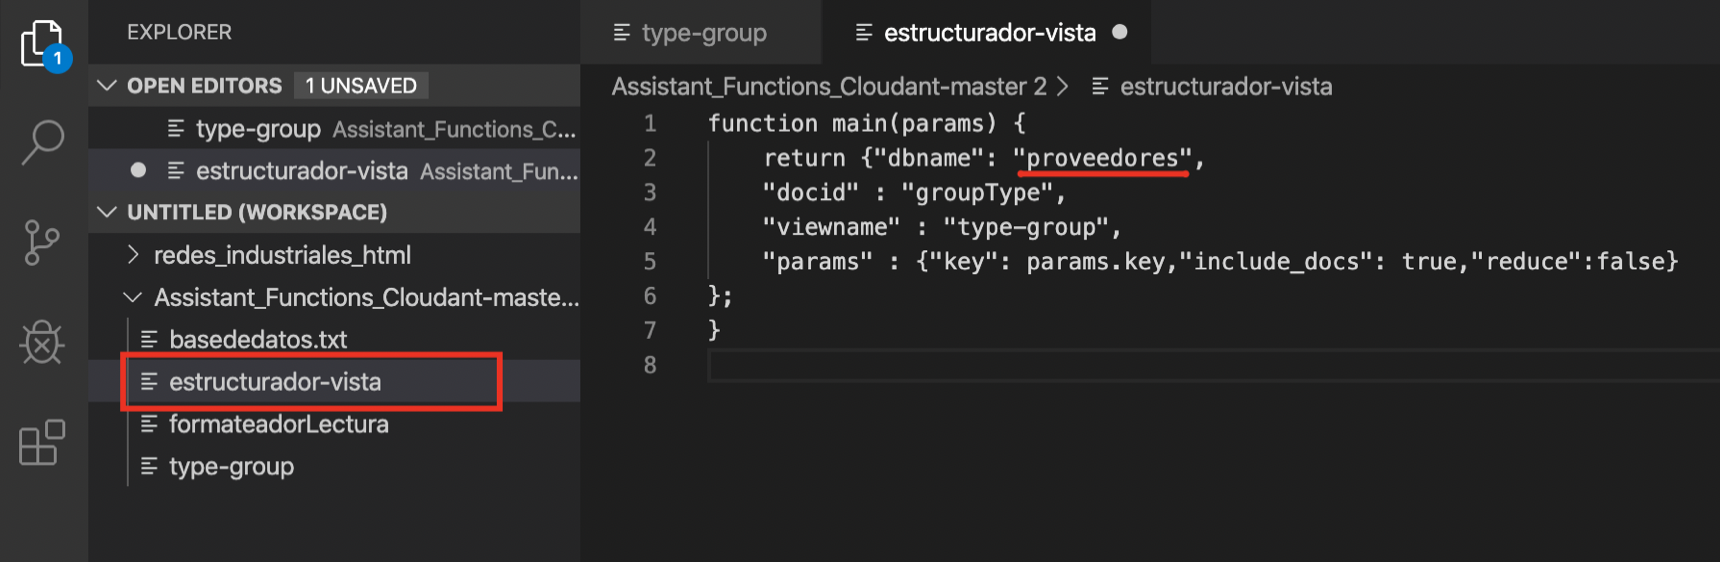 1
EXPLORER
OPEN EDITORS 1 UNSAVED
type-group Assistant_Functions_C...
estructurador-vista Assistant_Fun...
UNTITLED (WORKSPACE)
redes_industriales_html
Assistant_Functions_Cloudant-maste...
basededatos.txt
estructurador-vista
formateadorLectura
type-group
type-group
estructurador-vista
Assistant_Functions_Cloudant-master 2 > estructurador-vista
1 function main(params) {
2 return {"dbname": "proveedores",
3 "docid" : "groupType",
4 "viewname" : "type-group",
5 "params" : {"key": params.key,"include_docs": true,"reduce":false}
6 };
7 }
8